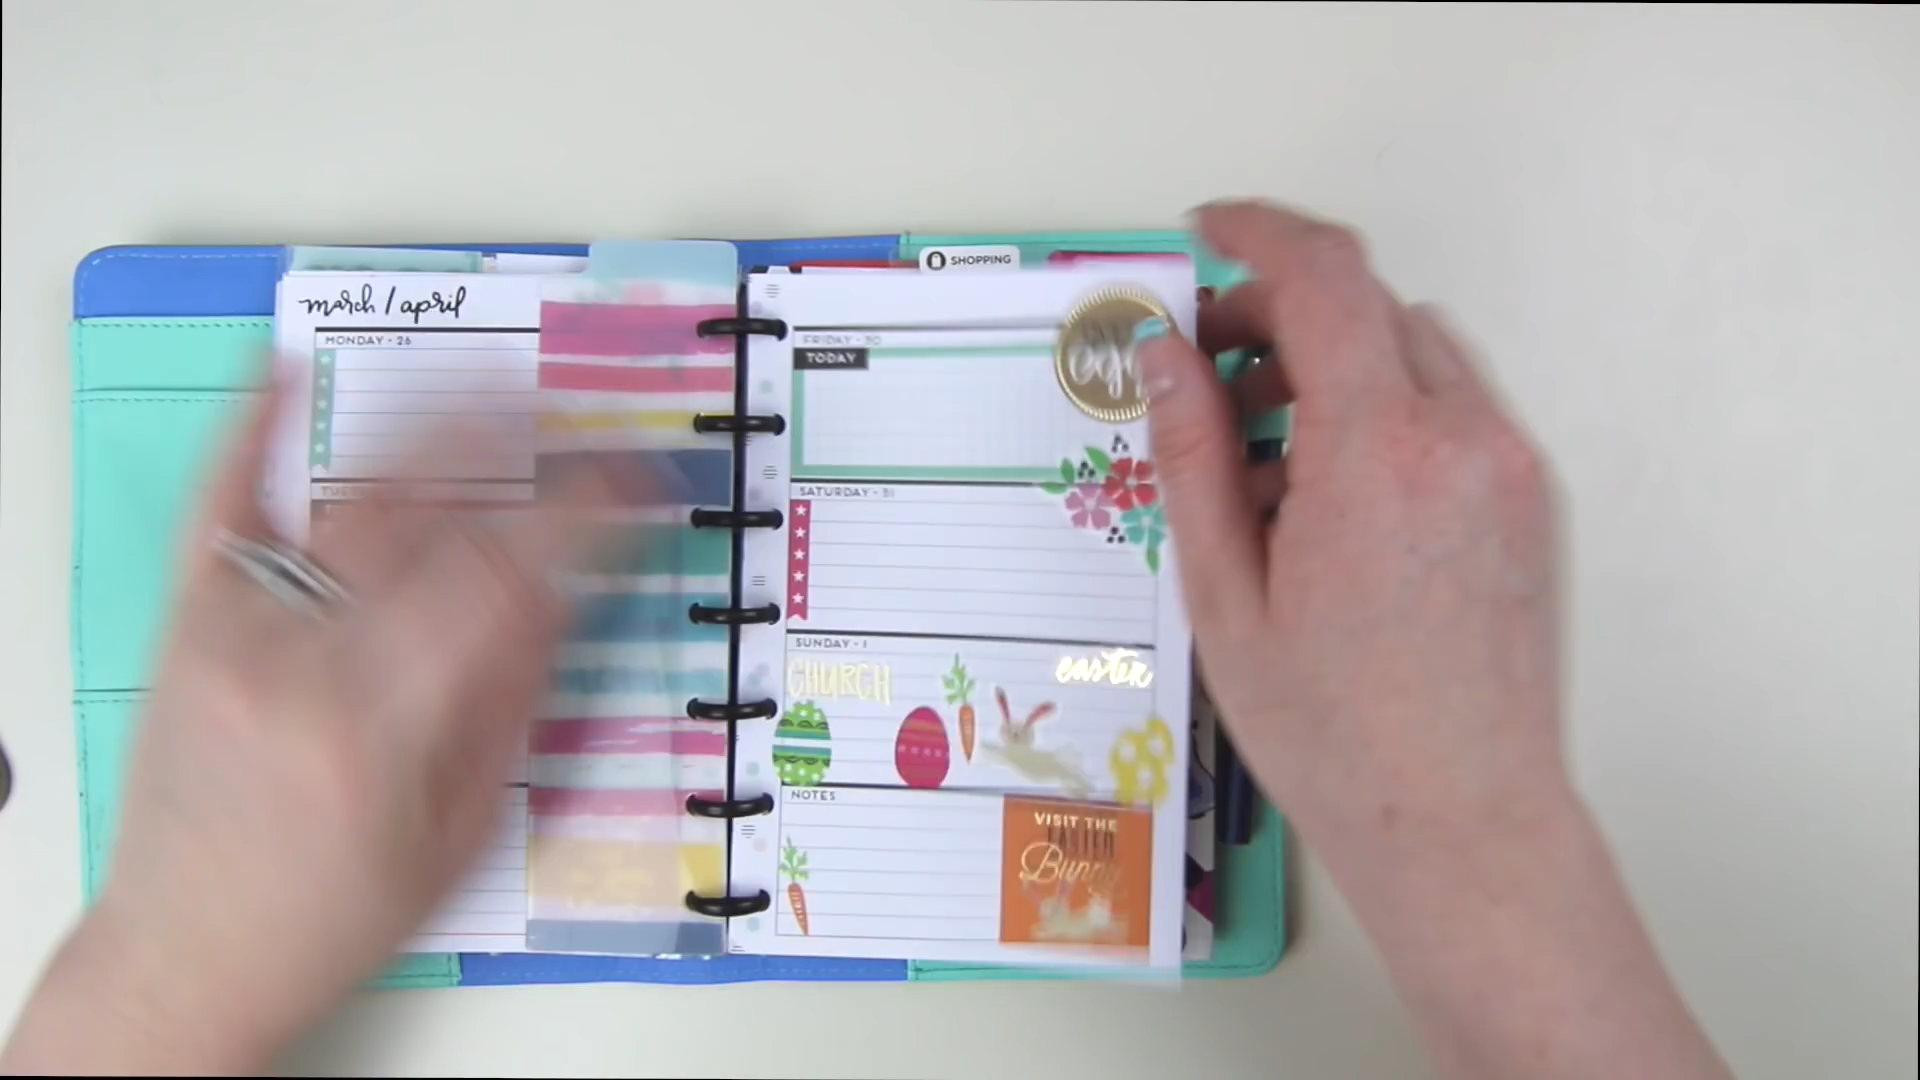 SHOPPING
march / april
MONDAY • 26
FRIDAY • 30
TODAY
SATURDAY • 31
SUNDAY • 1
CHURCH
easter
NOTES
VISIT THE
EASTER
Bunny